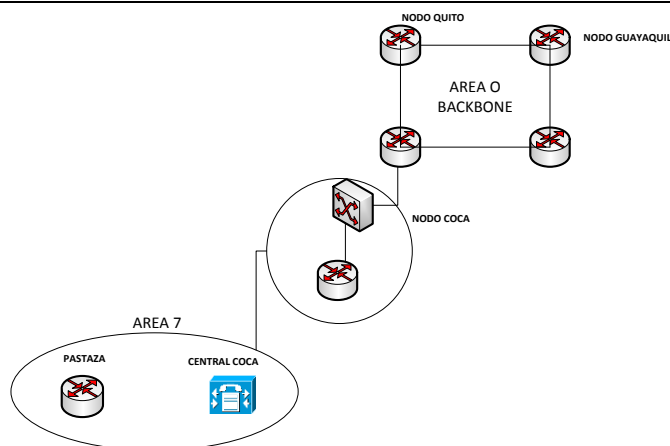 NODO QUITO
NODO GUAYAQUIL
AREA O
BACKBONE
NODO COCA
AREA 7
PASTAZA
CENTRAL COCA